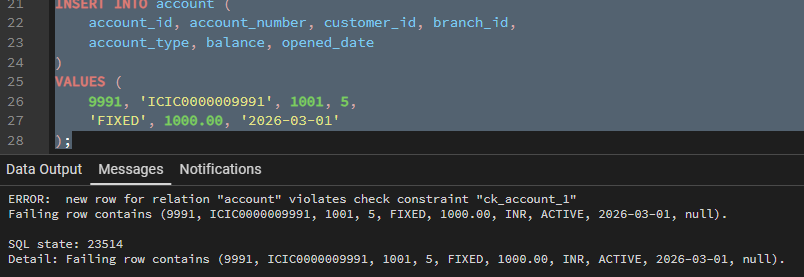 21 INSERT INTO account (
22 account_id, account_number, customer_id, branch_id,
23 account_type, balance, opened_date
24 )
25 VALUES (
26 9991, 'ICIC0000009991', 1001, 5,
27 'FIXED', 1000.00, '2026-03-01'
28 );
Data Output Messages Notifications
ERROR:  new row for relation "account" violates check constraint "ck_account_1"
Failing row contains (9991, ICIC0000009991, 1001, 5, FIXED, 1000.00, INR, ACTIVE, 2026-03-01, null).
SQL state: 23514
Detail: Failing row contains (9991, ICIC0000009991, 1001, 5, FIXED, 1000.00, INR, ACTIVE, 2026-03-01, null).